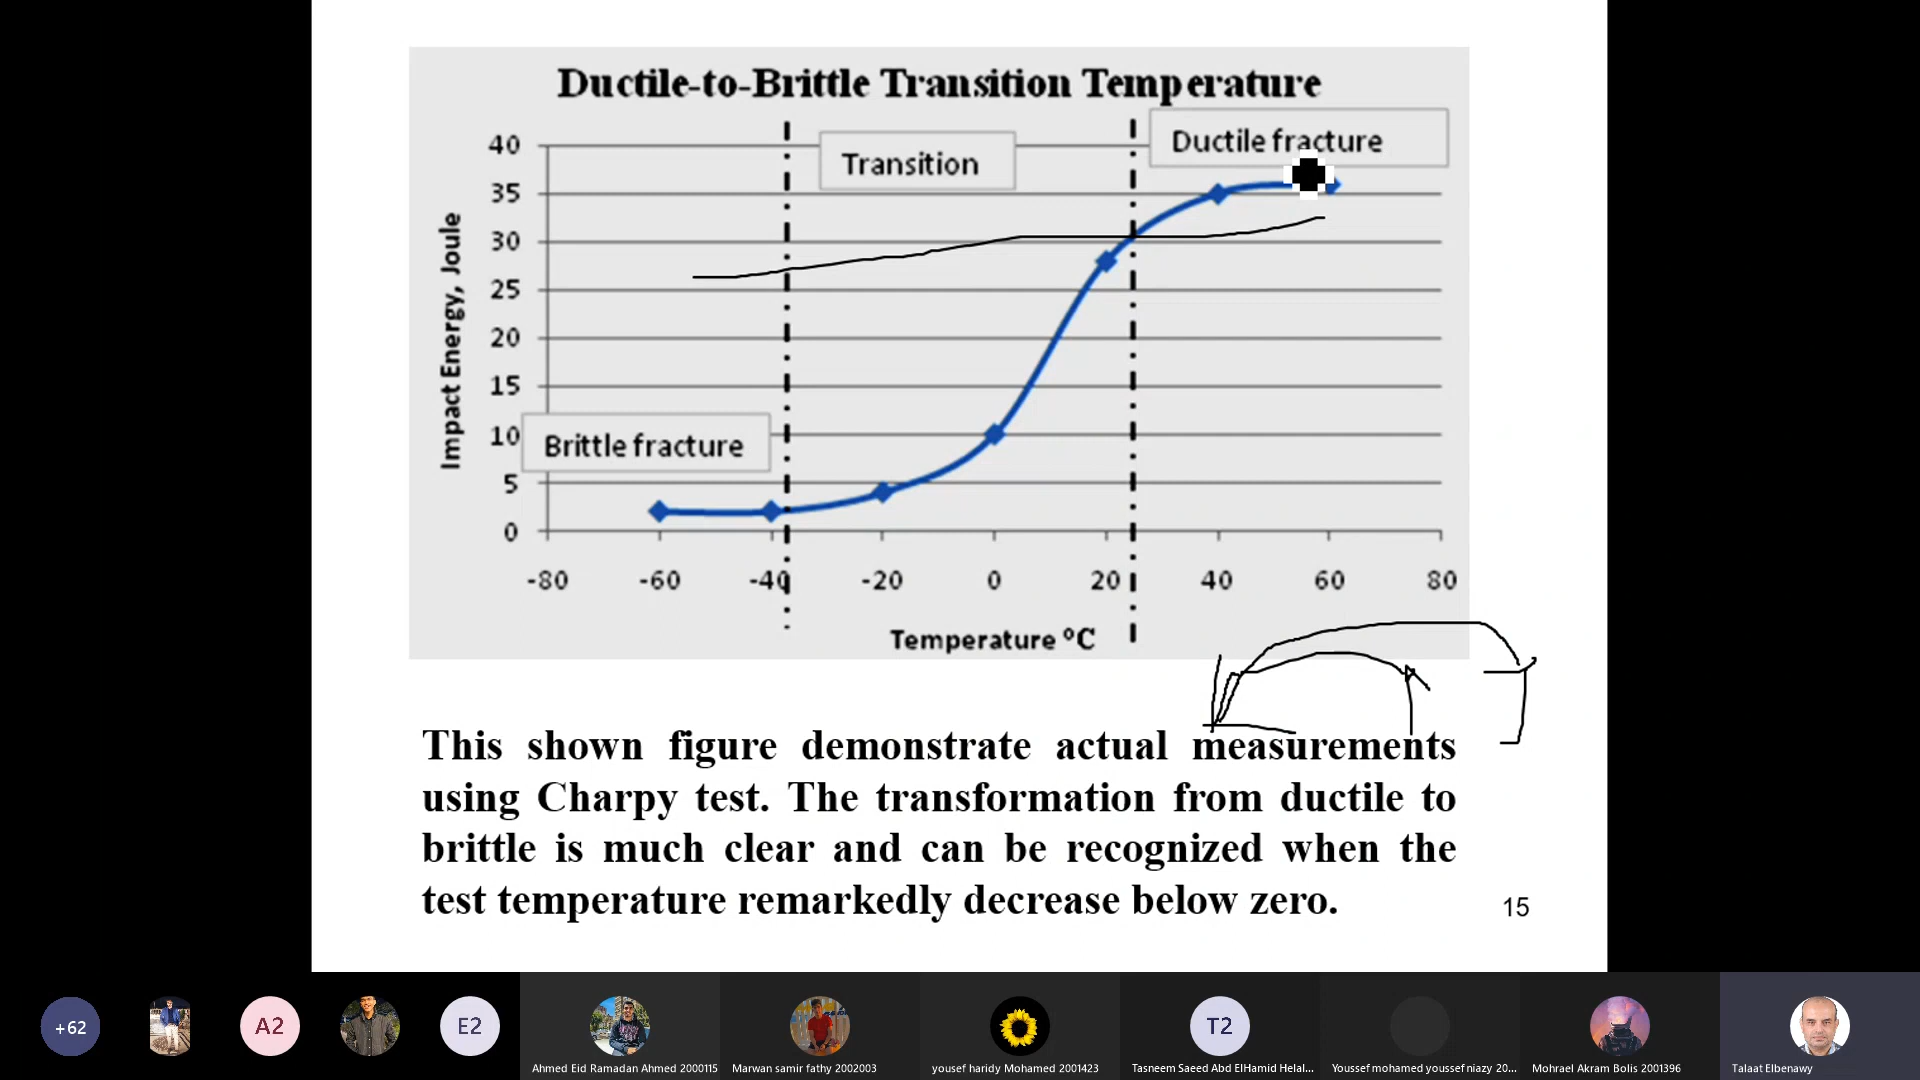 Ductile-to-Brittle Transition Temperature
Ductile fracture
Transition
Brittle fracture
Impact Energy, Joule
40
35
30
25
20
15
10
5
0
-80 -60 -40 -20 0 20 40 60 80
Temperature ºC
This shown figure demonstrate actual measurements
using Charpy test. The transformation from ductile to
brittle is much clear and can be recognized when the
test temperature remarkedly decrease below zero.
15
+62 A2 E2 T2
Ahmed Eid Ramadan Ahmed 2000115
Marwan samir fathy 2002003
yousef haridy Mohamed 2001423
Tasneem Saeed Abd ElHamid Helal...
Youssef mohamed youssef niazy 20...
Mohrael Akram Bolis 2001396
Talaat Elbenawy